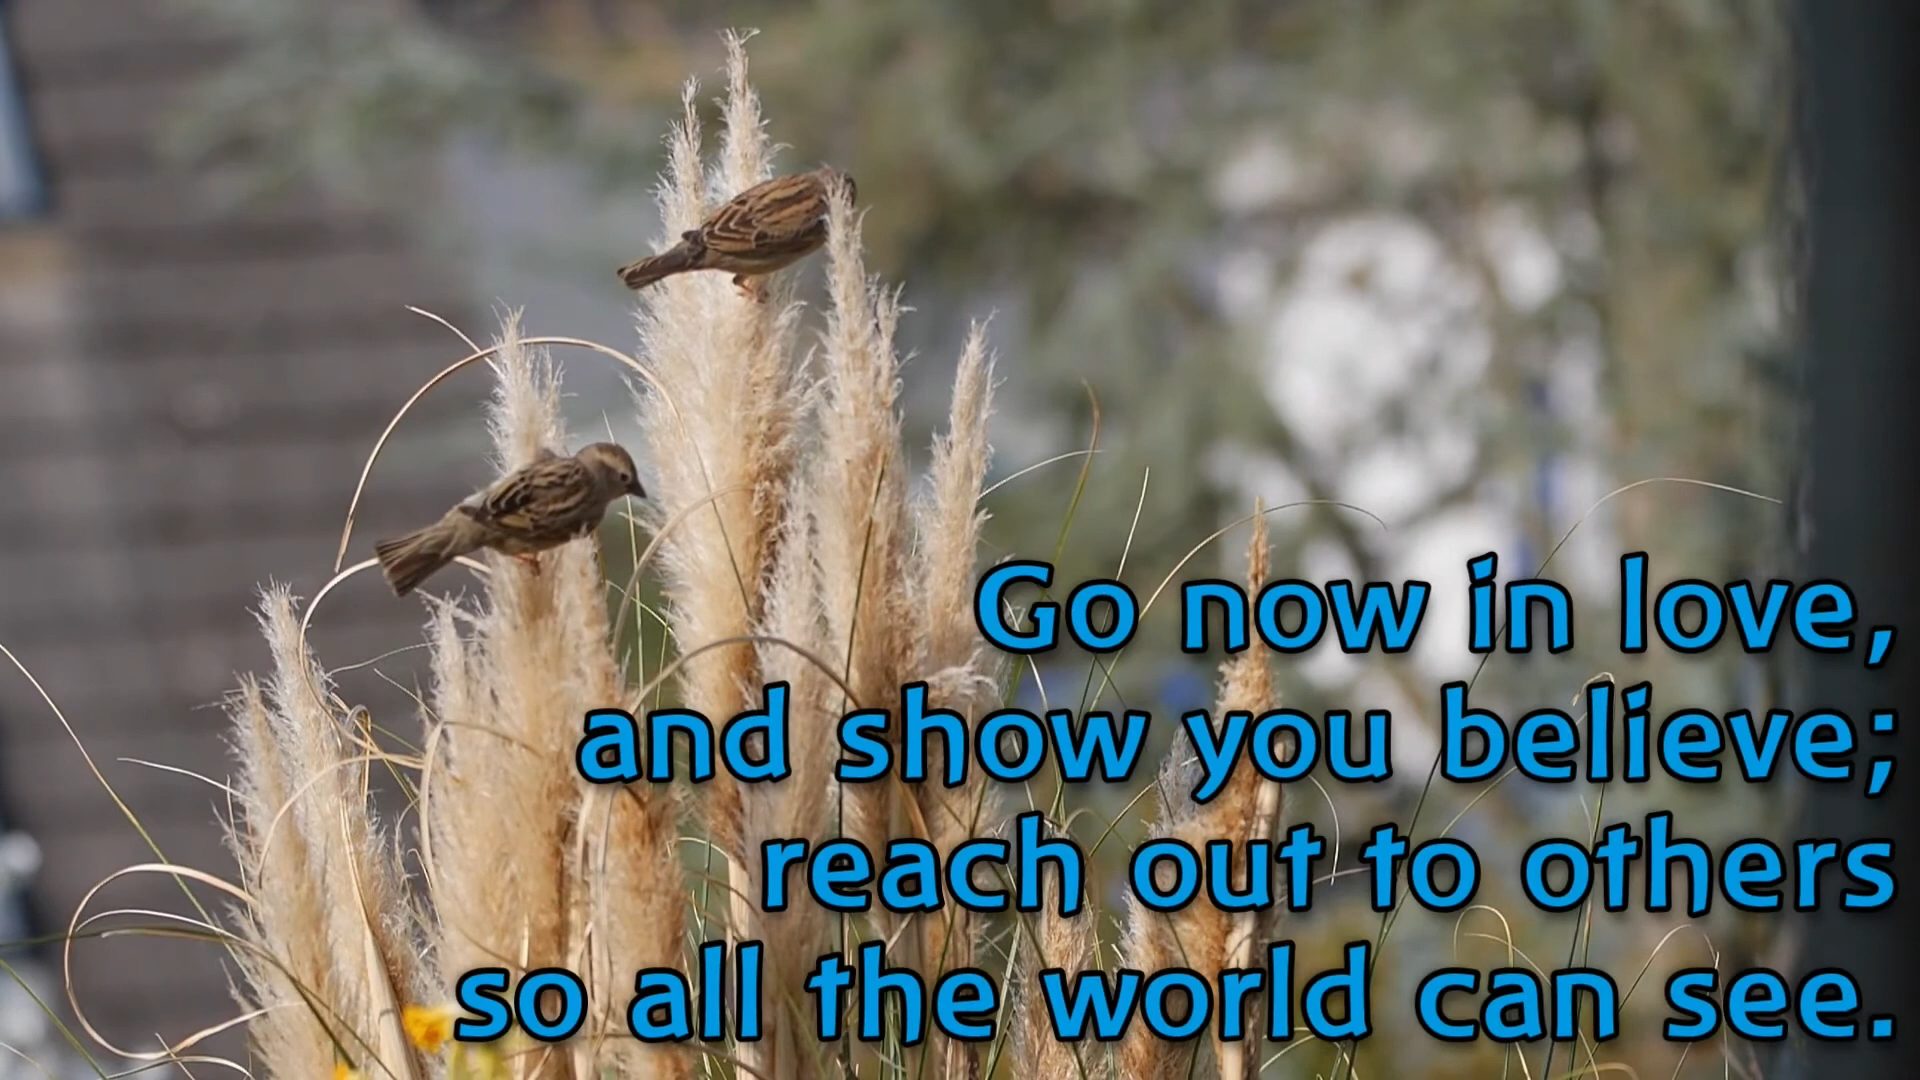 Go now in love,
and show you believe;
reach out to others
so all the world can see.